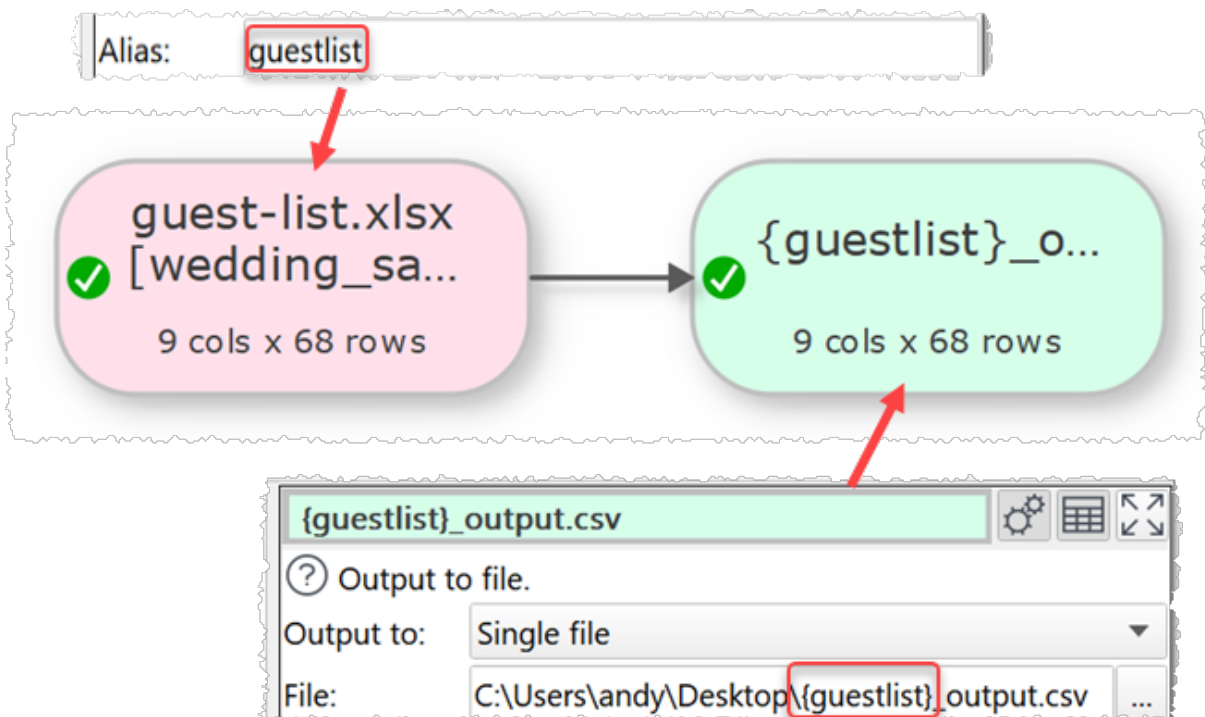 Alias: guestlist
guest-list.xlsx
[wedding_sa...
9 cols x 68 rows
{guestlist}_o...
9 cols x 68 rows
{guestlist}_output.csv
? Output to file.
Output to: Single file
File: C:\Users\andy\Desktop\{guestlist}_output.csv ...